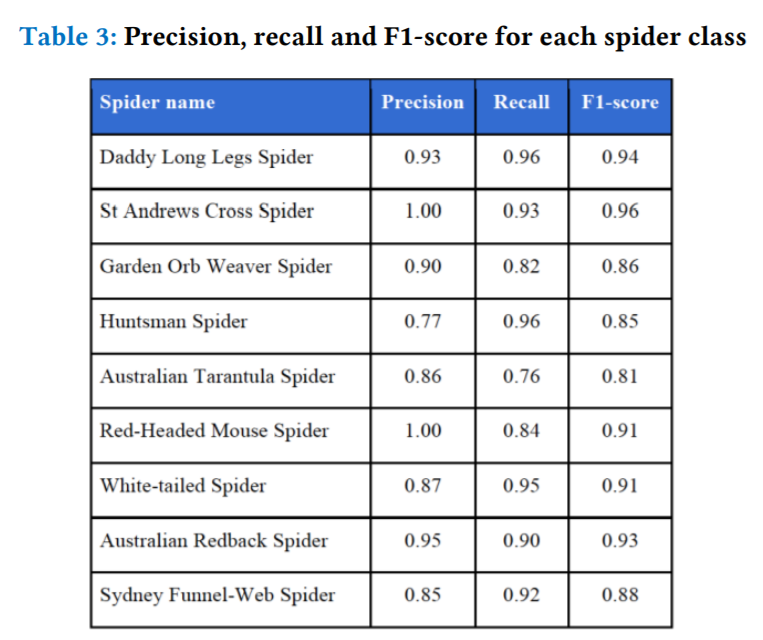 Table 3: Precision, recall and F1-score for each spider class
Spider name Precision Recall F1-score
Daddy Long Legs Spider 0.93 0.96 0.94
St Andrews Cross Spider 1.00 0.93 0.96
Garden Orb Weaver Spider 0.90 0.82 0.86
Huntsman Spider 0.77 0.96 0.85
Australian Tarantula Spider 0.86 0.76 0.81
Red-Headed Mouse Spider 1.00 0.84 0.91
White-tailed Spider 0.87 0.95 0.91
Australian Redback Spider 0.95 0.90 0.93
Sydney Funnel-Web Spider 0.85 0.92 0.88